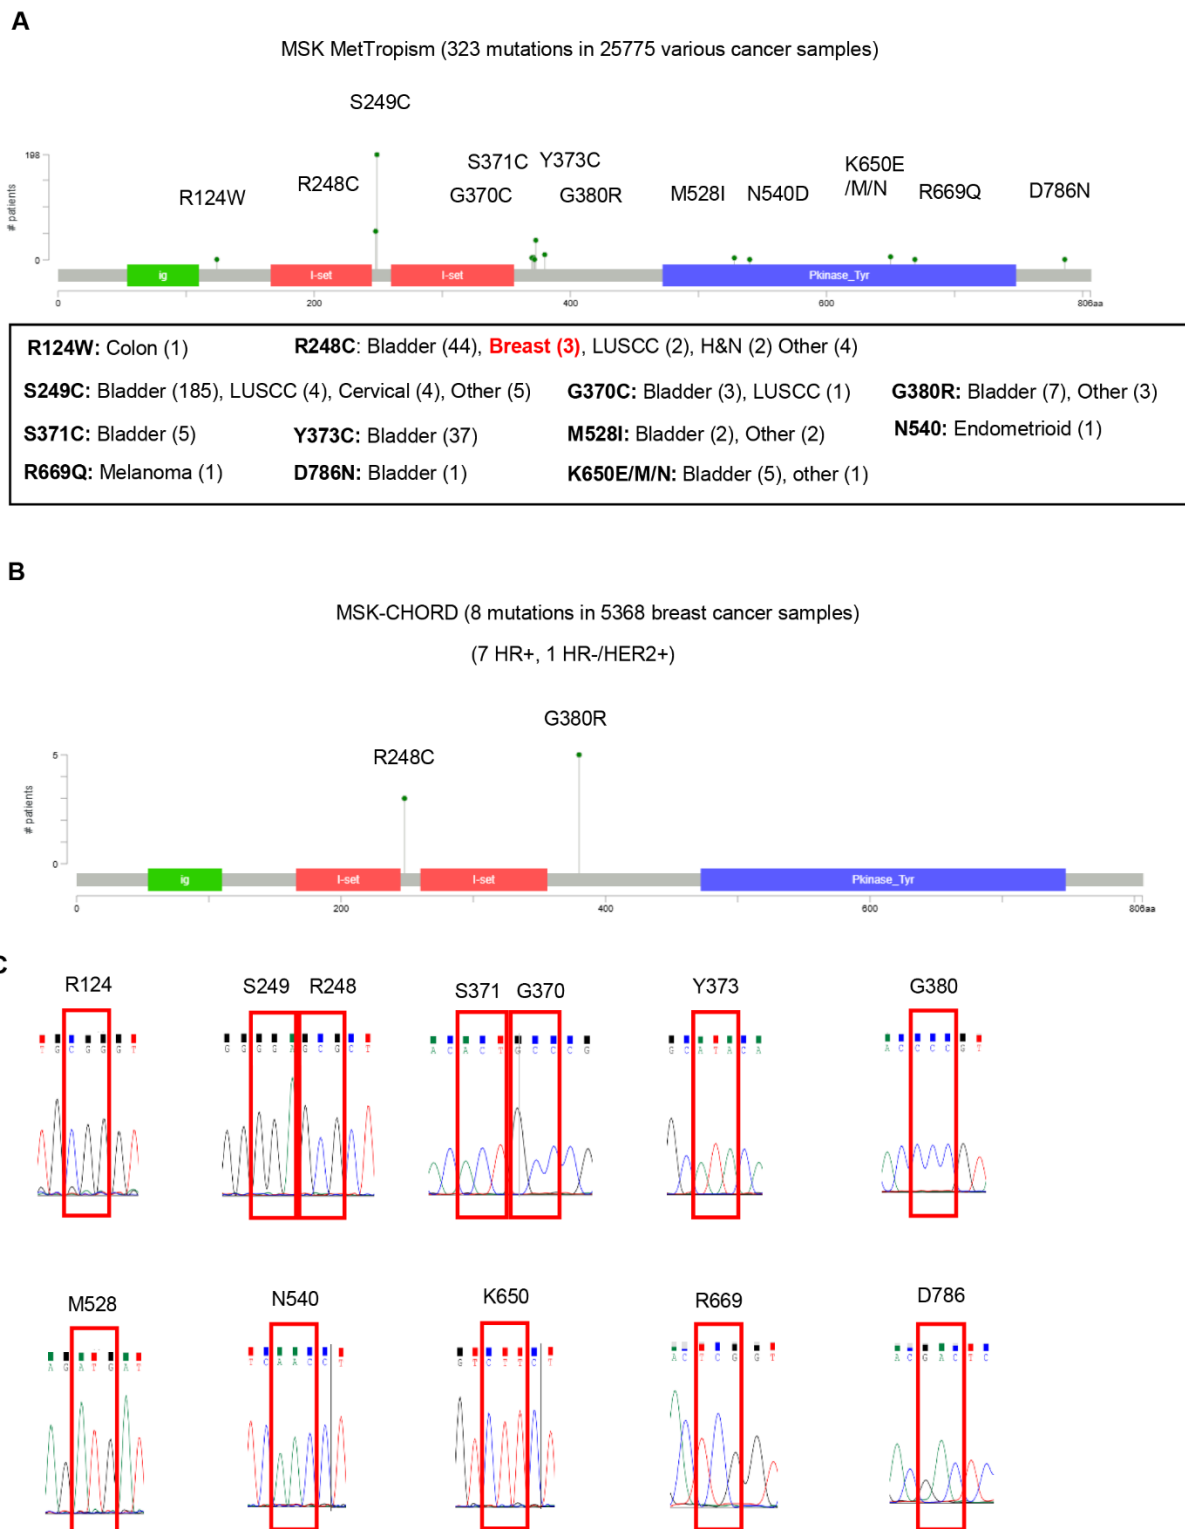 A
MSK MetTropism (323 mutations in 25775 various cancer samples)
S249C
S371C Y373C
K650E
/M/N
R124W R248C G370C G380R M528I N540D R669Q D786N
# patients
198
0
ig I-set I-set Pkinase_Tyr
0 200 400 600 806aa
R124W: Colon (1) R248C: Bladder (44), Breast (3), LUSCC (2), H&N (2) Other (4)
S249C: Bladder (185), LUSCC (4), Cervical (4), Other (5) G370C: Bladder (3), LUSCC (1) G380R: Bladder (7), Other (3)
S371C: Bladder (5) Y373C: Bladder (37) M528I: Bladder (2), Other (2) N540: Endometrioid (1)
R669Q: Melanoma (1) D786N: Bladder (1) K650E/M/N: Bladder (5), other (1)
B
MSK-CHORD (8 mutations in 5368 breast cancer samples)
(7 HR+, 1 HR-/HER2+)
G380R
R248C
# patients
5
0
ig I-set I-set Pkinase_Tyr
0 200 400 600 806aa
C
R124 S249 R248 S371 G370 Y373 G380
T G C G G G T
G G G G A G C G C T
A C A C T G C C C G
G C A T A C A
A C C C C G T
M528 N540 K650 R669 D786
A G A T G A T
T C A A C C T
G T C T T C T
A C T C G G T
A C G A C T C